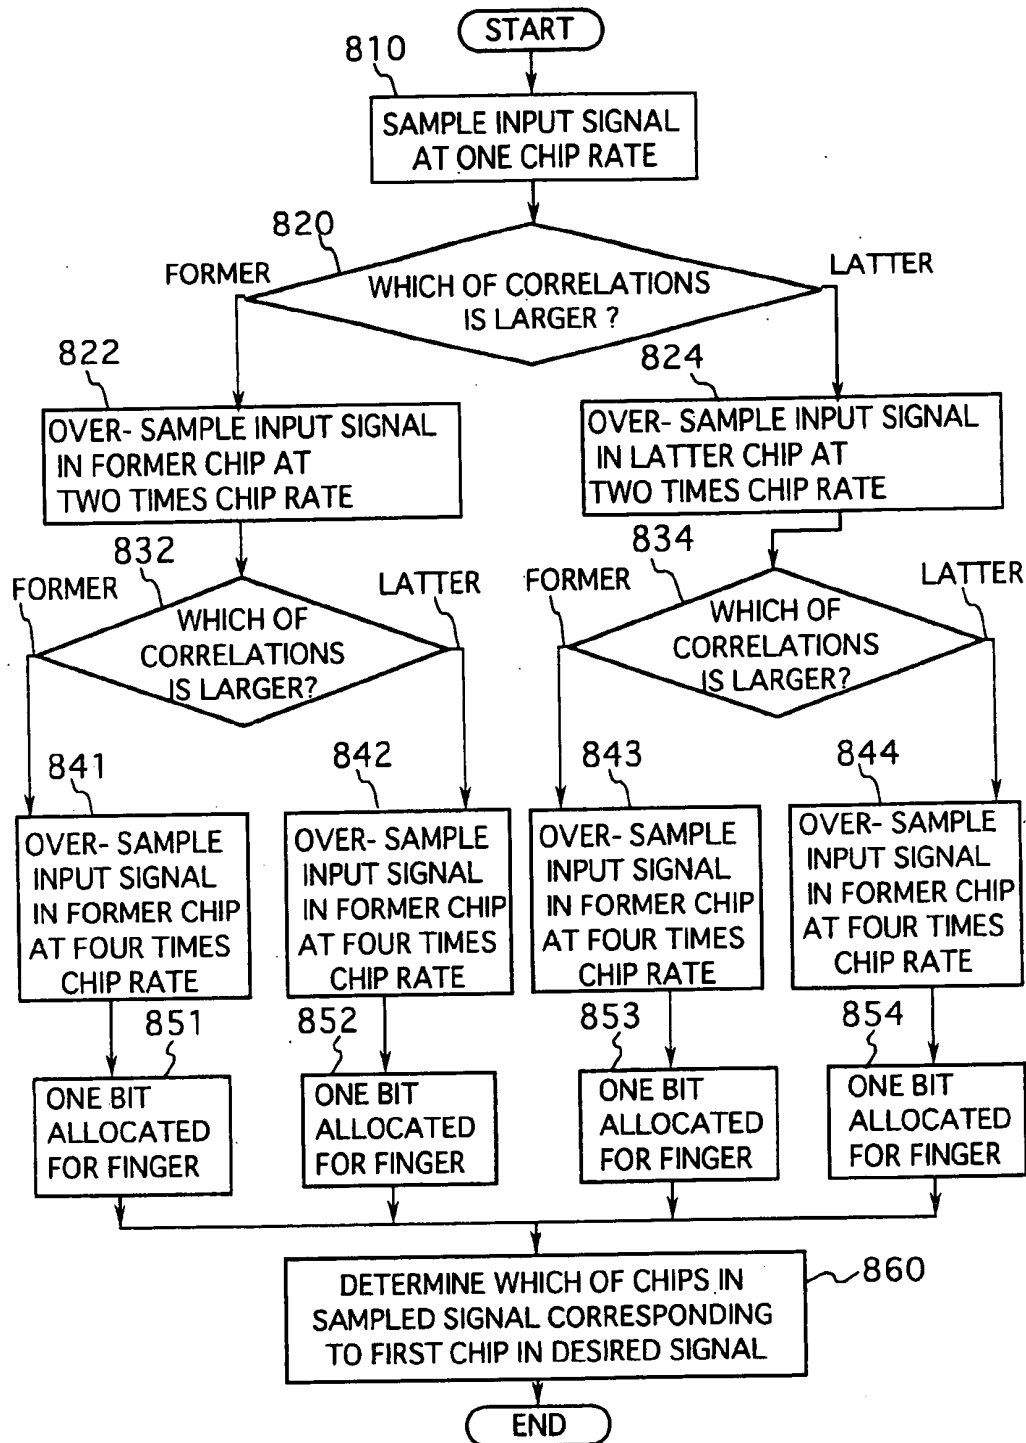 START
810
SAMPLE INPUT SIGNAL
AT ONE CHIP RATE
820
FORMER
LATTER
WHICH OF CORRELATIONS
IS LARGER ?
822
824
OVER- SAMPLE INPUT SIGNAL
IN FORMER CHIP AT
TWO TIMES CHIP RATE
OVER- SAMPLE INPUT SIGNAL
IN LATTER CHIP AT
TWO TIMES CHIP RATE
832
834
FORMER
LATTER
FORMER
LATTER
WHICH OF
CORRELATIONS
IS LARGER?
WHICH OF
CORRELATIONS
IS LARGER?
841
842
843
844
OVER- SAMPLE
INPUT SIGNAL
IN FORMER CHIP
AT FOUR TIMES
CHIP RATE
OVER- SAMPLE
INPUT SIGNAL
IN FORMER CHIP
AT FOUR TIMES
CHIP RATE
OVER- SAMPLE
INPUT SIGNAL
IN FORMER CHIP
AT FOUR TIMES
CHIP RATE
OVER- SAMPLE
INPUT SIGNAL
IN FORMER CHIP
AT FOUR TIMES
CHIP RATE
851
852
853
854
ONE BIT
ALLOCATED
FOR FINGER
ONE BIT
ALLOCATED
FOR FINGER
ONE BIT
ALLOCATED
FOR FINGER
ONE BIT
ALLOCATED
FOR FINGER
860
DETERMINE WHICH OF CHIPS IN
SAMPLED SIGNAL CORRESPONDING
TO FIRST CHIP IN DESIRED SIGNAL
END